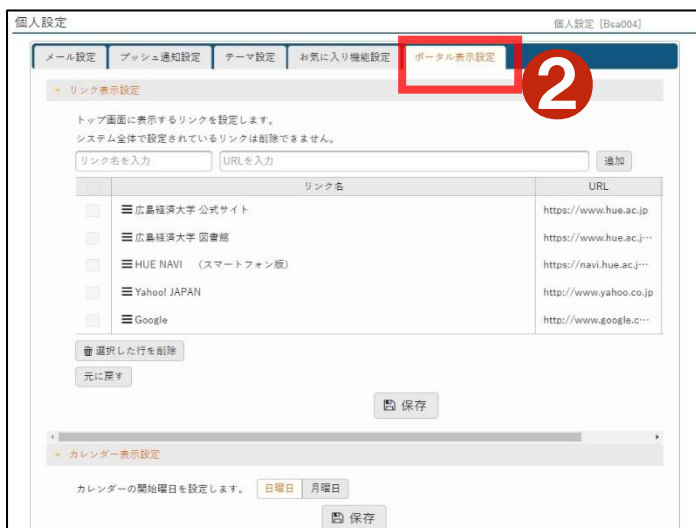 個人設定
個人設定 [Bsa004]
メール設定 プッシュ通知設定 テーマ設定 お気に入り機能設定 ポータル表示設定
2
リンク表示設定
トップ画面に表示するリンクを設定します。
システム全体で設定されているリンクは削除できません。
リンク名を入力 URLを入力 追加
リンク名 URL
広島経済大学 公式サイト https://www.hue.ac.jp
広島経済大学 図書館 https://www.hue.ac.j…
HUE NAVI （スマートフォン版） https://navi.hue.ac.j…
Yahoo! JAPAN http://www.yahoo.co.jp
Google http://www.google.c…
選択した行を削除
元に戻す
保存
カレンダー表示設定
カレンダーの開始曜日を設定します。 日曜日 月曜日
保存